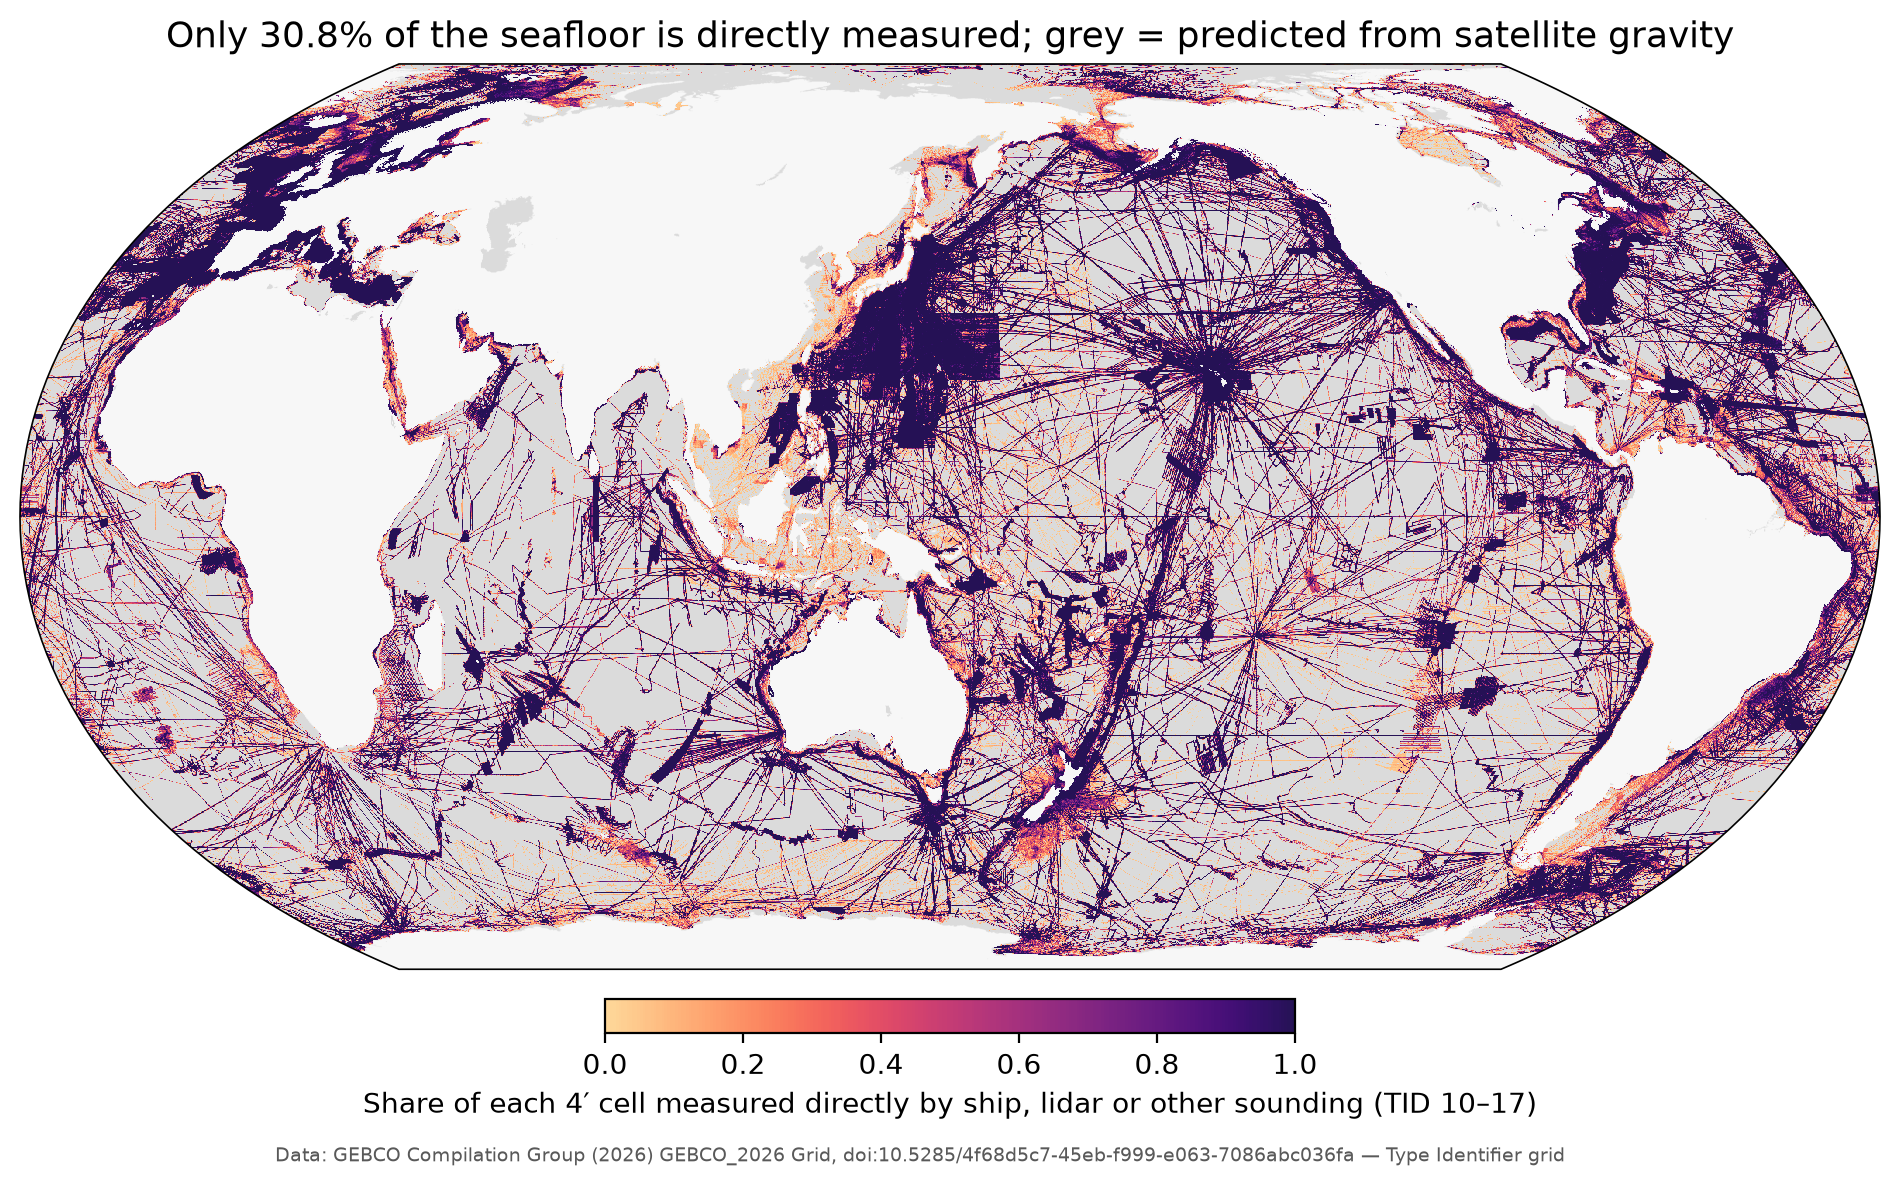 Only 30.8% of the seafloor is directly measured; grey = predicted from satellite gravity
0.0 0.2 0.4 0.6 0.8 1.0
Share of each 4′ cell measured directly by ship, lidar or other sounding (TID 10–17)
Data: GEBCO Compilation Group (2026) GEBCO_2026 Grid, doi:10.5285/4f68d5c7-45eb-f999-e063-7086abc036fa — Type Identifier grid